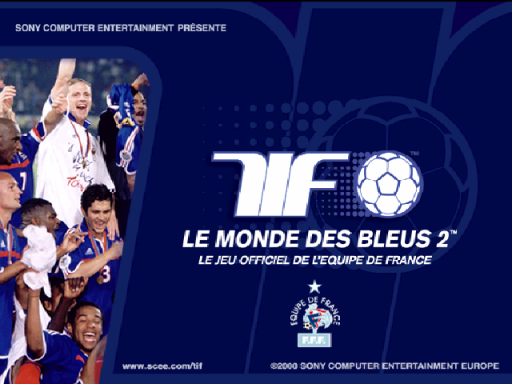 SONY COMPUTER ENTERTAINMENT PRÉSENTE
TIF
™
LE MONDE DES BLEUS 2™
LE JEU OFFICIEL DE L'EQUIPE DE FRANCE
EQUIPE DE FRANCE
F.F.F.
www.scee.com/tif
©2000 SONY COMPUTER ENTERTAINMENT EUROPE